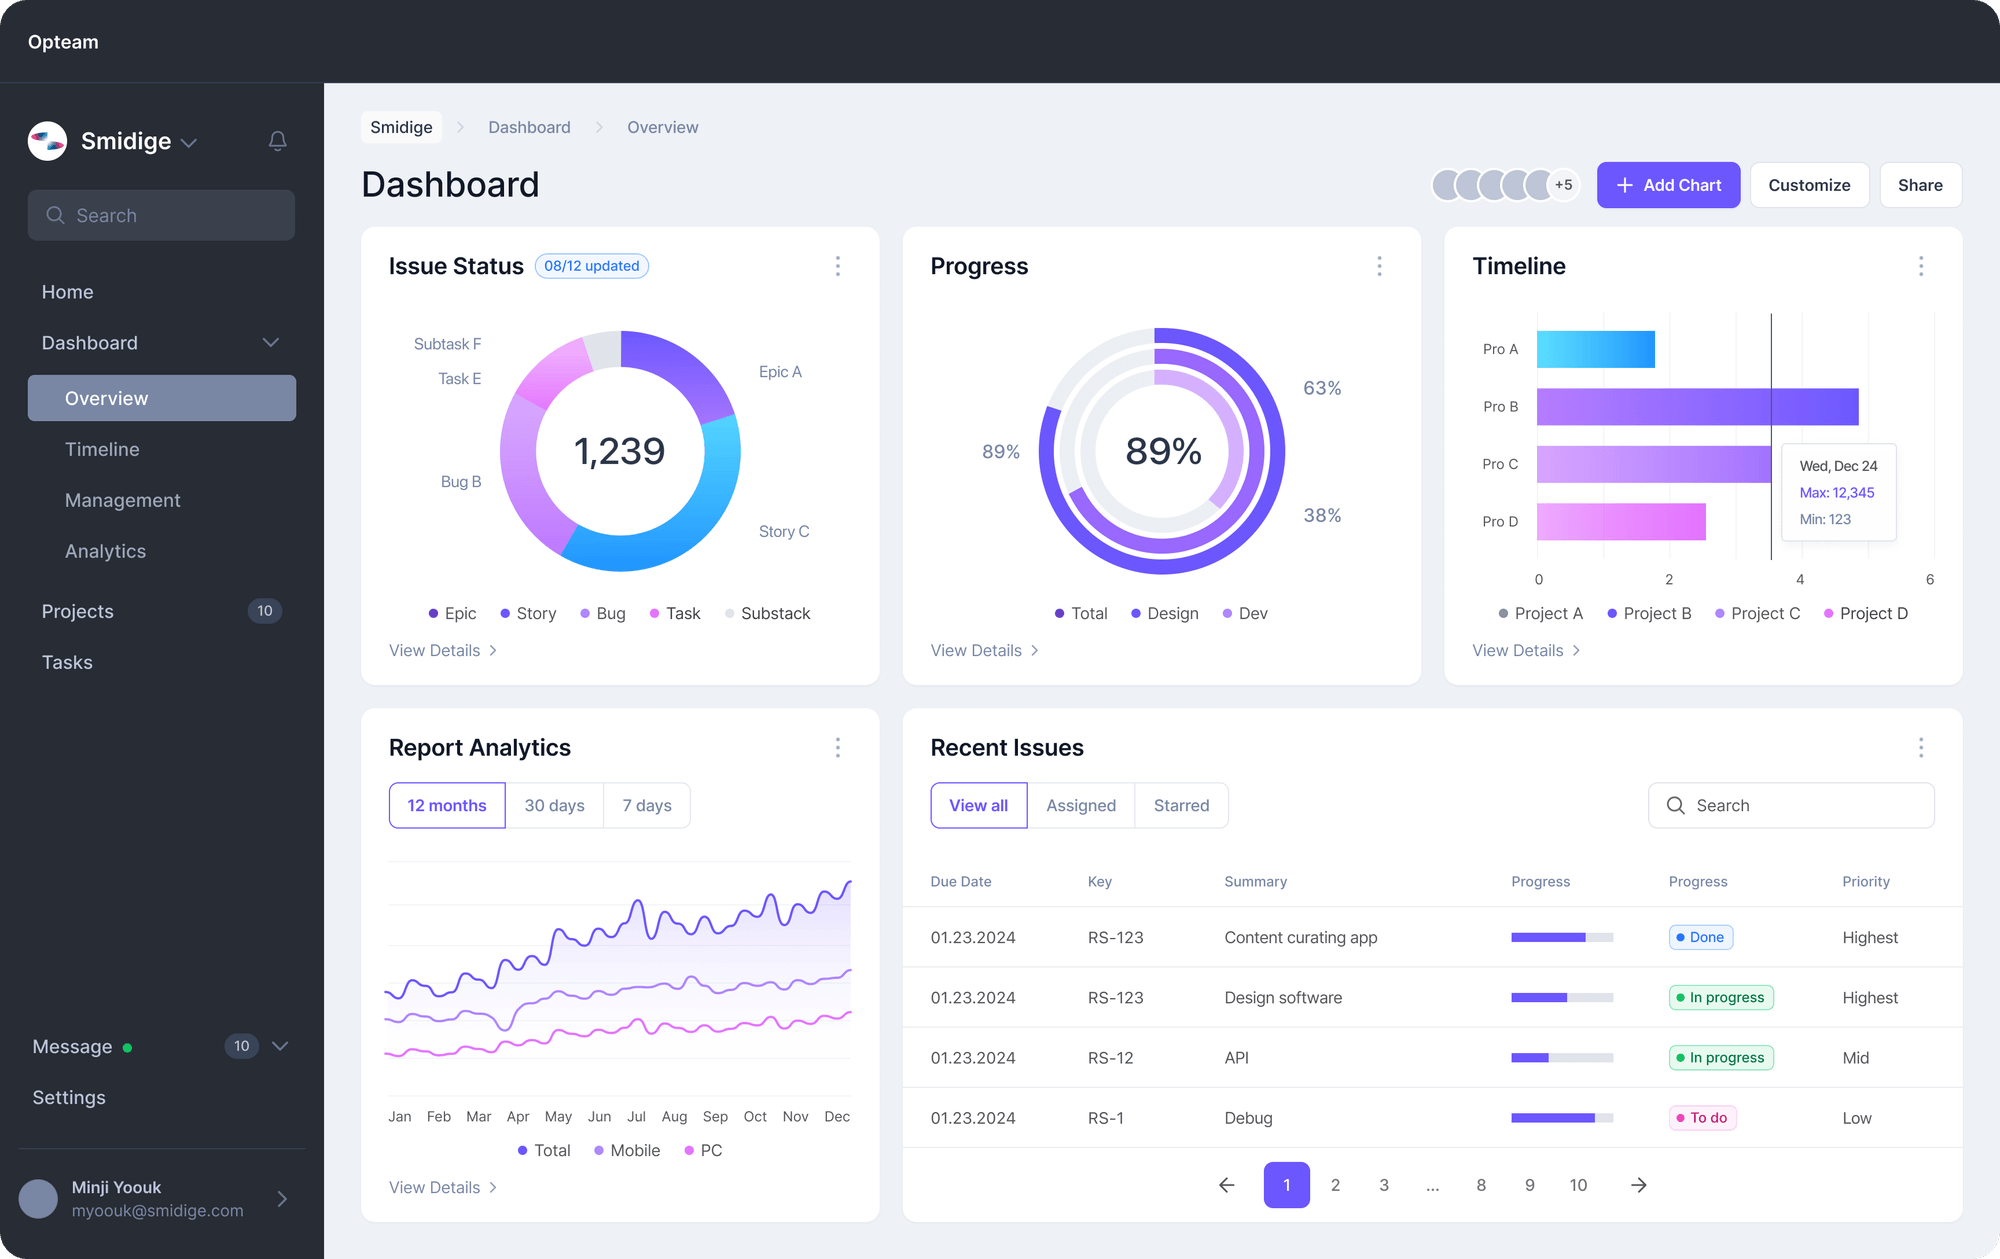 Opteam
Smidige
Search
Home
Dashboard
Overview
Timeline
Management
Analytics
Projects 10
Tasks
Message 10
Settings
Minji Yoouk
myoouk@smidige.com
Smidige Dashboard Overview
Dashboard
+5
Add Chart
Customize
Share
Issue Status 08/12 updated
Subtask F
Task E
Epic A
1,239
Bug B
Story C
Epic Story Bug Task Substack
View Details
Progress
63%
89%
89%
38%
Total Design Dev
View Details
Timeline
Pro A
Pro B
Pro C
Pro D
Wed, Dec 24
Max: 12,345
Min: 123
0 2 4 6
Project A Project B Project C Project D
View Details
Report Analytics
12 months 30 days 7 days
Jan Feb Mar Apr May Jun Jul Aug Sep Oct Nov Dec
Total Mobile PC
View Details
Recent Issues
View all Assigned Starred
Search
Due Date Key Summary Progress Progress Priority
01.23.2024 RS-123 Content curating app Done Highest
01.23.2024 RS-123 Design software In progress Highest
01.23.2024 RS-12 API In progress Mid
01.23.2024 RS-1 Debug To do Low
1 2 3 ... 8 9 10